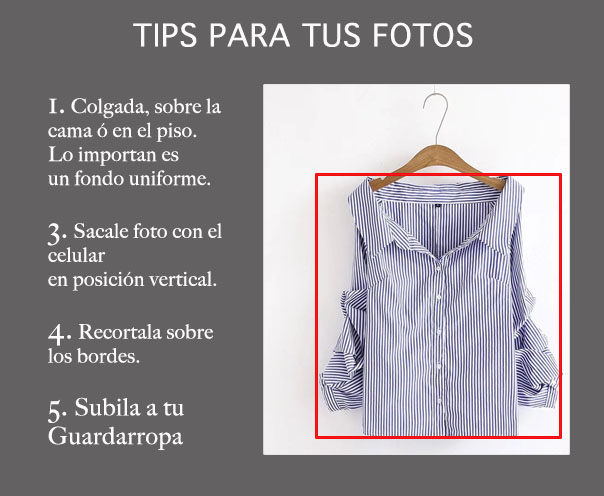 TIPS PARA TUS FOTOS
1. Colgada, sobre la
cama ó en el piso.
Lo importan es
un fondo uniforme.
3. Sacale foto con el
celular
en posición vertical.
4. Recortala sobre
los bordes.
5. Subila a tu
Guardarropa